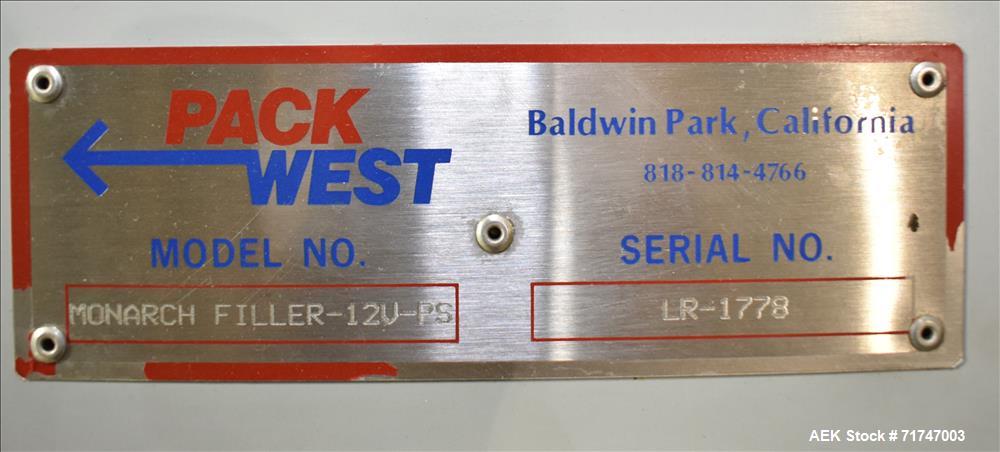 PACK
WEST
Baldwin Park, California
818-814-4766
MODEL NO.
SERIAL NO.
MONARCH FILLER-12V-PS
LR-1778
AEK Stock # 71747003